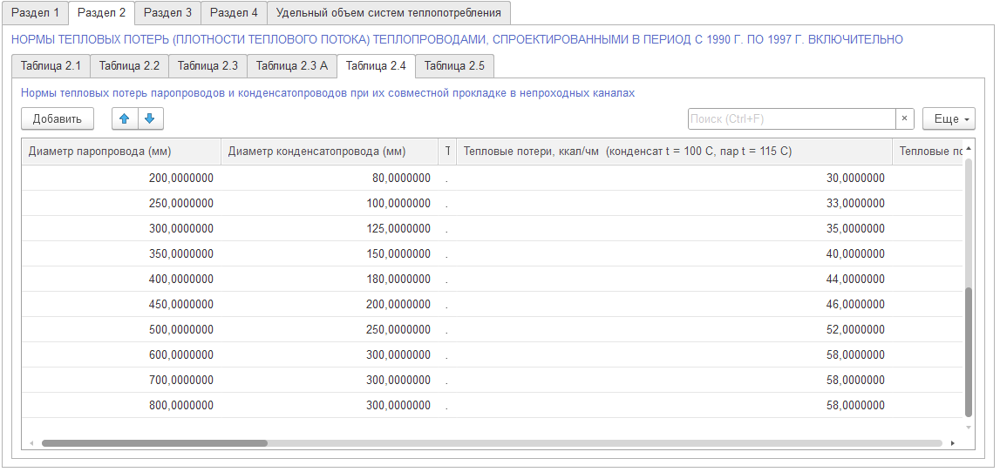 Раздел 1 Раздел 2 Раздел 3 Раздел 4 Удельный объем систем теплопотребления
НОРМЫ ТЕПЛОВЫХ ПОТЕРЬ (ПЛОТНОСТИ ТЕПЛОВОГО ПОТОКА) ТЕПЛОПРОВОДАМИ, СПРОЕКТИРОВАННЫМИ В ПЕРИОД С 1990 Г. ПО 1997 Г. ВКЛЮЧИТЕЛЬНО
Таблица 2.1 Таблица 2.2 Таблица 2.3 Таблица 2.3 А Таблица 2.4 Таблица 2.5
Нормы тепловых потерь паропроводов и конденсатопроводов при их совместной прокладке в непроходных каналах
Добавить Поиск (Ctrl+F) × Еще
Диаметр паропровода (мм) Диаметр конденсатопровода (мм) Т Тепловые потери, ккал/чм (конденсат t = 100 С, пар t = 115 С) Тепловые по
200,0000000 80,0000000 . 30,0000000
250,0000000 100,0000000 . 33,0000000
300,0000000 125,0000000 . 35,0000000
350,0000000 150,0000000 . 40,0000000
400,0000000 180,0000000 . 44,0000000
450,0000000 200,0000000 . 46,0000000
500,0000000 250,0000000 . 52,0000000
600,0000000 300,0000000 . 58,0000000
700,0000000 300,0000000 . 58,0000000
800,0000000 300,0000000 . 58,0000000